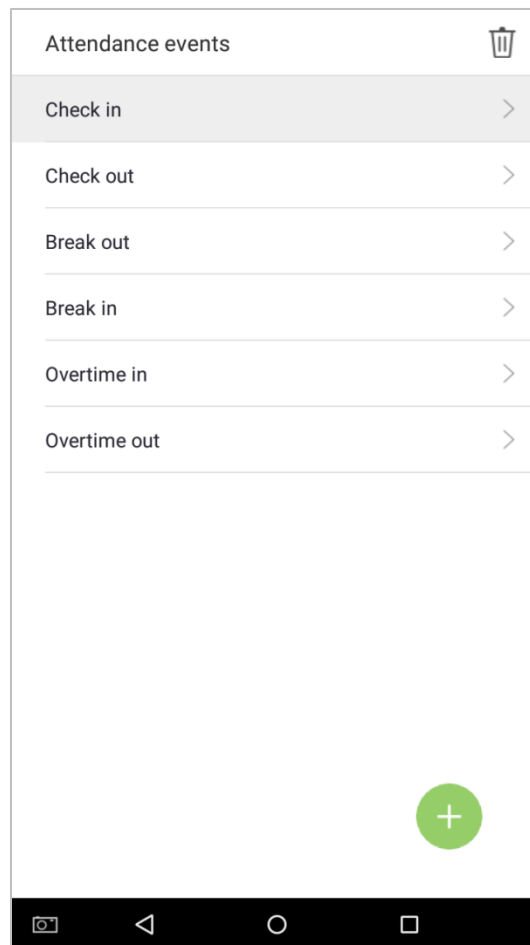 Attendance events
Check in
Check out
Break out
Break in
Overtime in
Overtime out